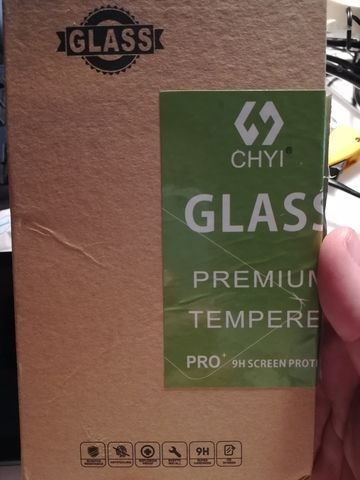 GLASS
CHYI®
GLASS
PREMIUM
TEMPERE
PRO+ 9H SCREEN PROTE
9H